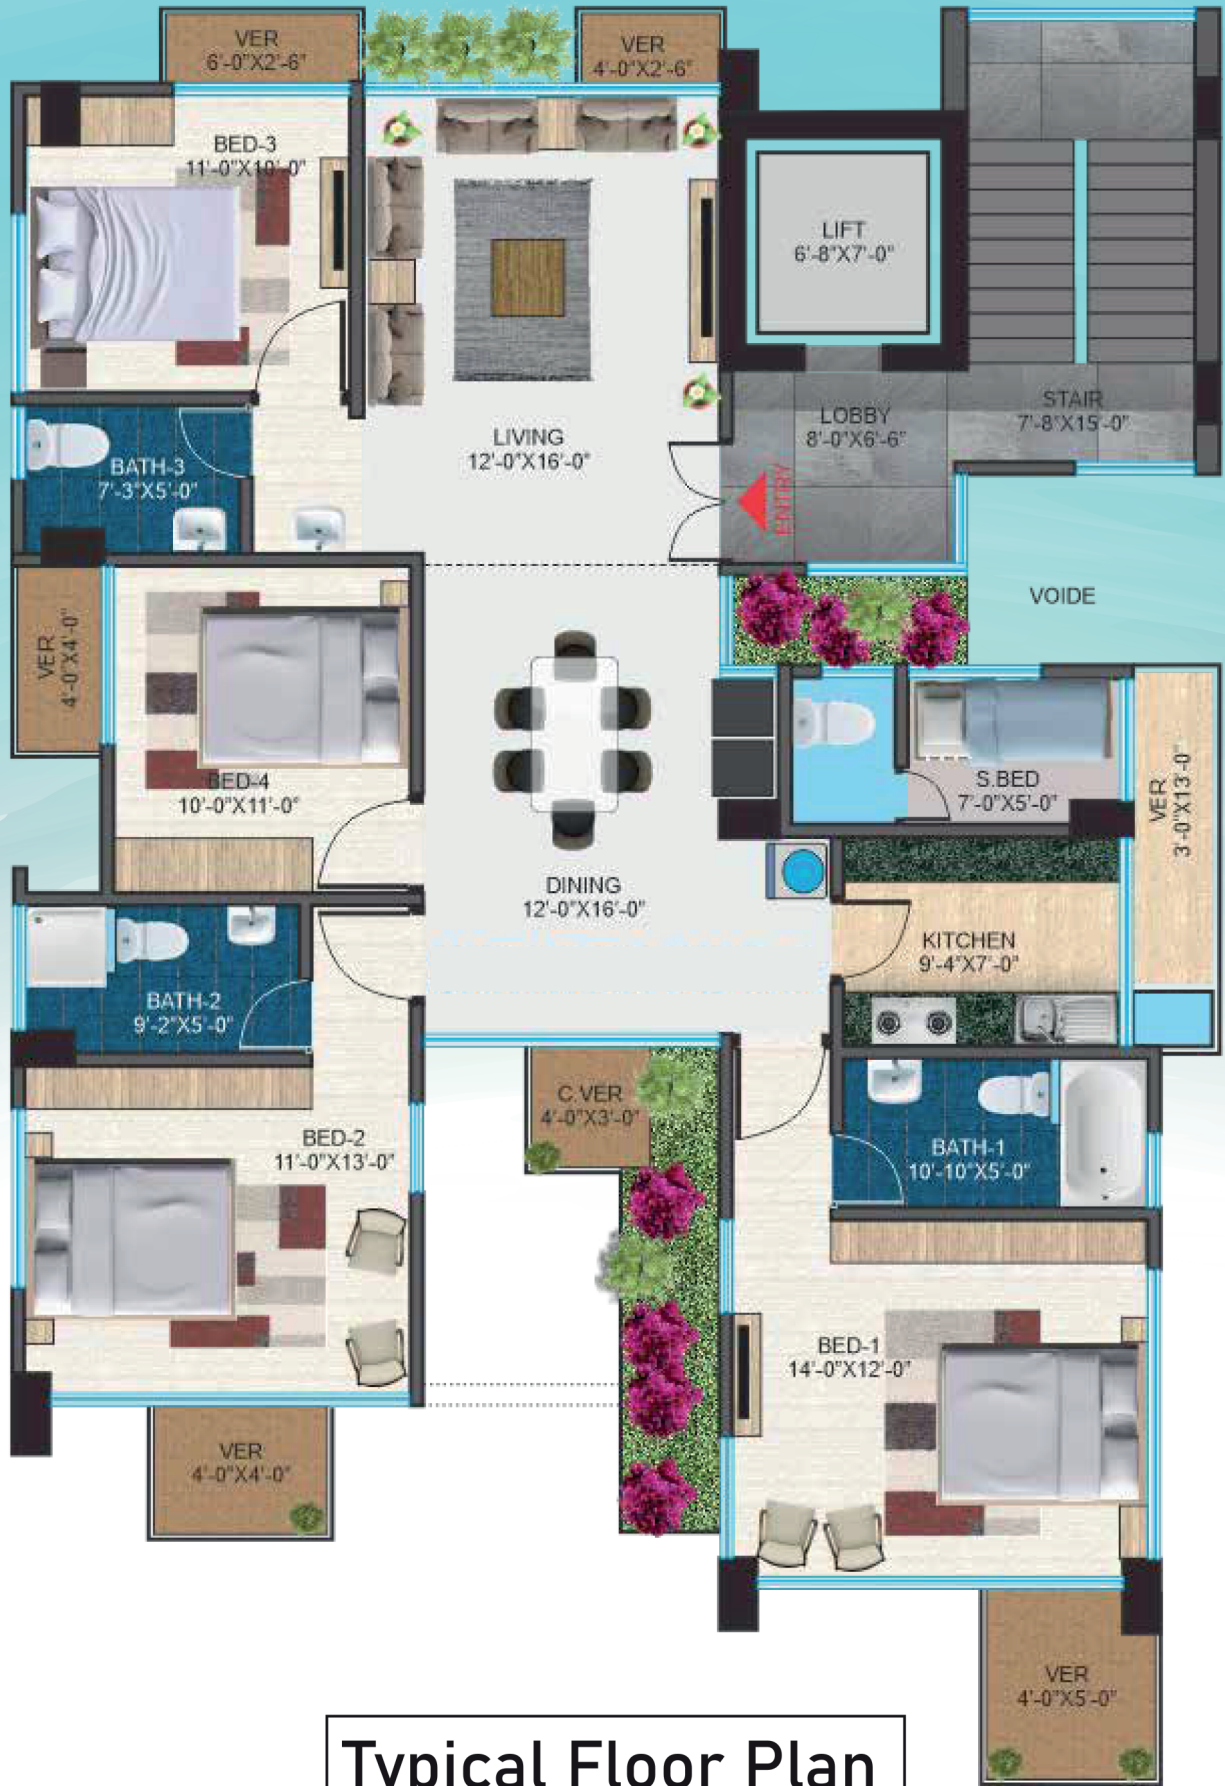 VER
6'-0"X2'-6"
VER
4'-0"X2'-6"
BED-3
11'-0"X10'-0"
LIFT
6'-8"X7'-0"
LIVING
12'-0"X16'-0"
LOBBY
8'-0"X6'-6"
STAIR
7'-8"X15'-0"
BATH-3
7'-3"X5'-0"
ENTRY
VOIDE
VER
4'-0"X4'-0"
BED-4
10'-0"X11'-0"
S.BED
7'-0"X5'-0"
VER
3'-0"X13'-0"
DINING
12'-0"X16'-0"
KITCHEN
9'-4"X7'-0"
BATH-2
9'-2"X5'-0"
C.VER
4'-0"X3'-0"
BED-2
11'-0"X13'-0"
BATH-1
10'-10"X5'-0"
BED-1
14'-0"X12'-0"
VER
4'-0"X4'-0"
VER
4'-0"X5'-0"
Typical Floor Plan